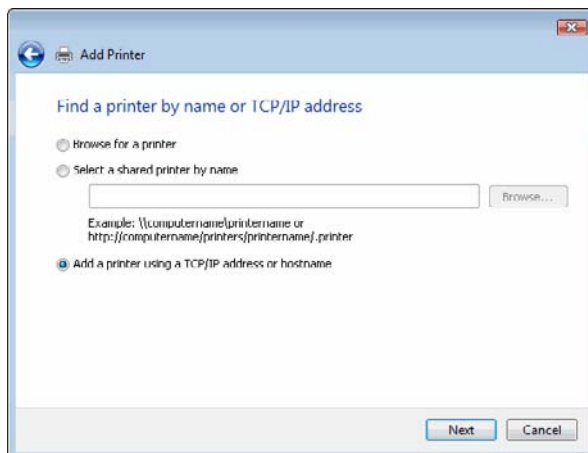 Add Printer
Find a printer by name or TCP/IP address
Browse for a printer
Select a shared printer by name
Browse...
Example: \\computername\printername or
http://computername/printers/printername/.printer
Add a printer using a TCP/IP address or hostname
Next
Cancel